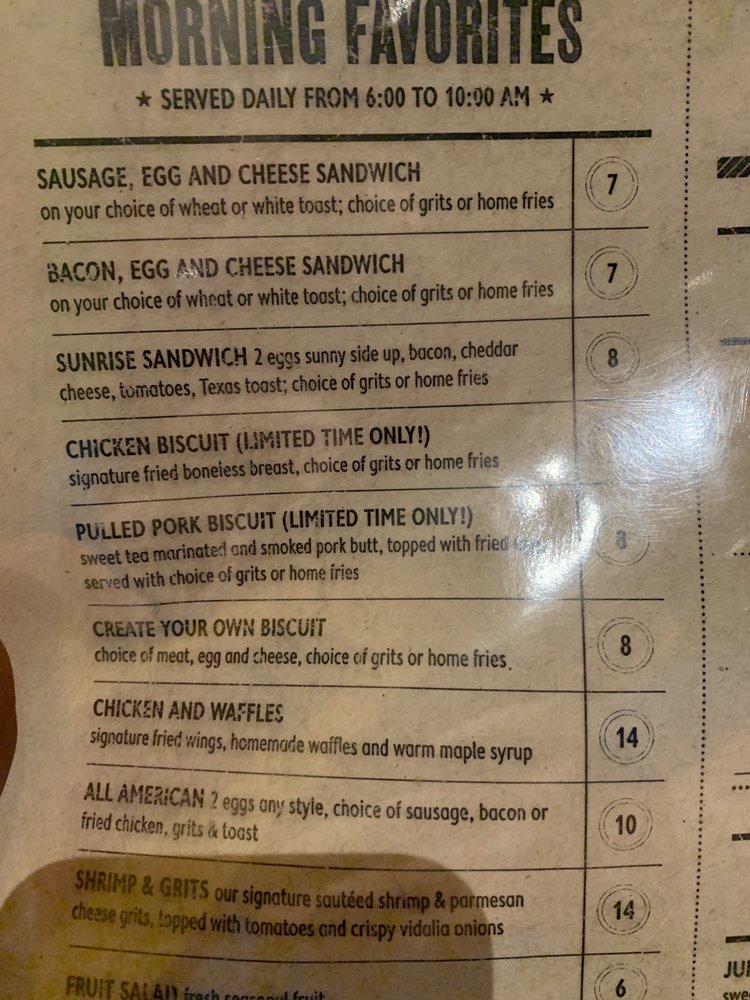 MORNING FAVORITES
★ SERVED DAILY FROM 6:00 TO 10:00 AM ★
SAUSAGE, EGG AND CHEESE SANDWICH
on your choice of wheat or white toast; choice of grits or home fries
7
BACON, EGG AND CHEESE SANDWICH
on your choice of wheat or white toast; choice of grits or home fries
7
SUNRISE SANDWICH 2 eggs sunny side up, bacon, cheddar
cheese, tomatoes, Texas toast; choice of grits or home fries
8
CHICKEN BISCUIT (LIMITED TIME ONLY!)
signature fried boneless breast, choice of grits or home fries
PULLED PORK BISCUIT (LIMITED TIME ONLY!)
sweet tea marinated and smoked pork butt, topped with fried
served with choice of grits or home fries
8
CREATE YOUR OWN BISCUIT
choice of meat, egg and cheese, choice of grits or home fries.
8
CHICKEN AND WAFFLES
signature fried wings, homemade waffles and warm maple syrup
14
ALL AMERICAN 2 eggs any style, choice of sausage, bacon or
fried chicken, grits & toast
10
SHRIMP & GRITS our signature sautéed shrimp & parmesan
cheese grits, topped with tomatoes and crispy vidalia onions
14
FRUIT SALAD fresh seasonal fruit
6